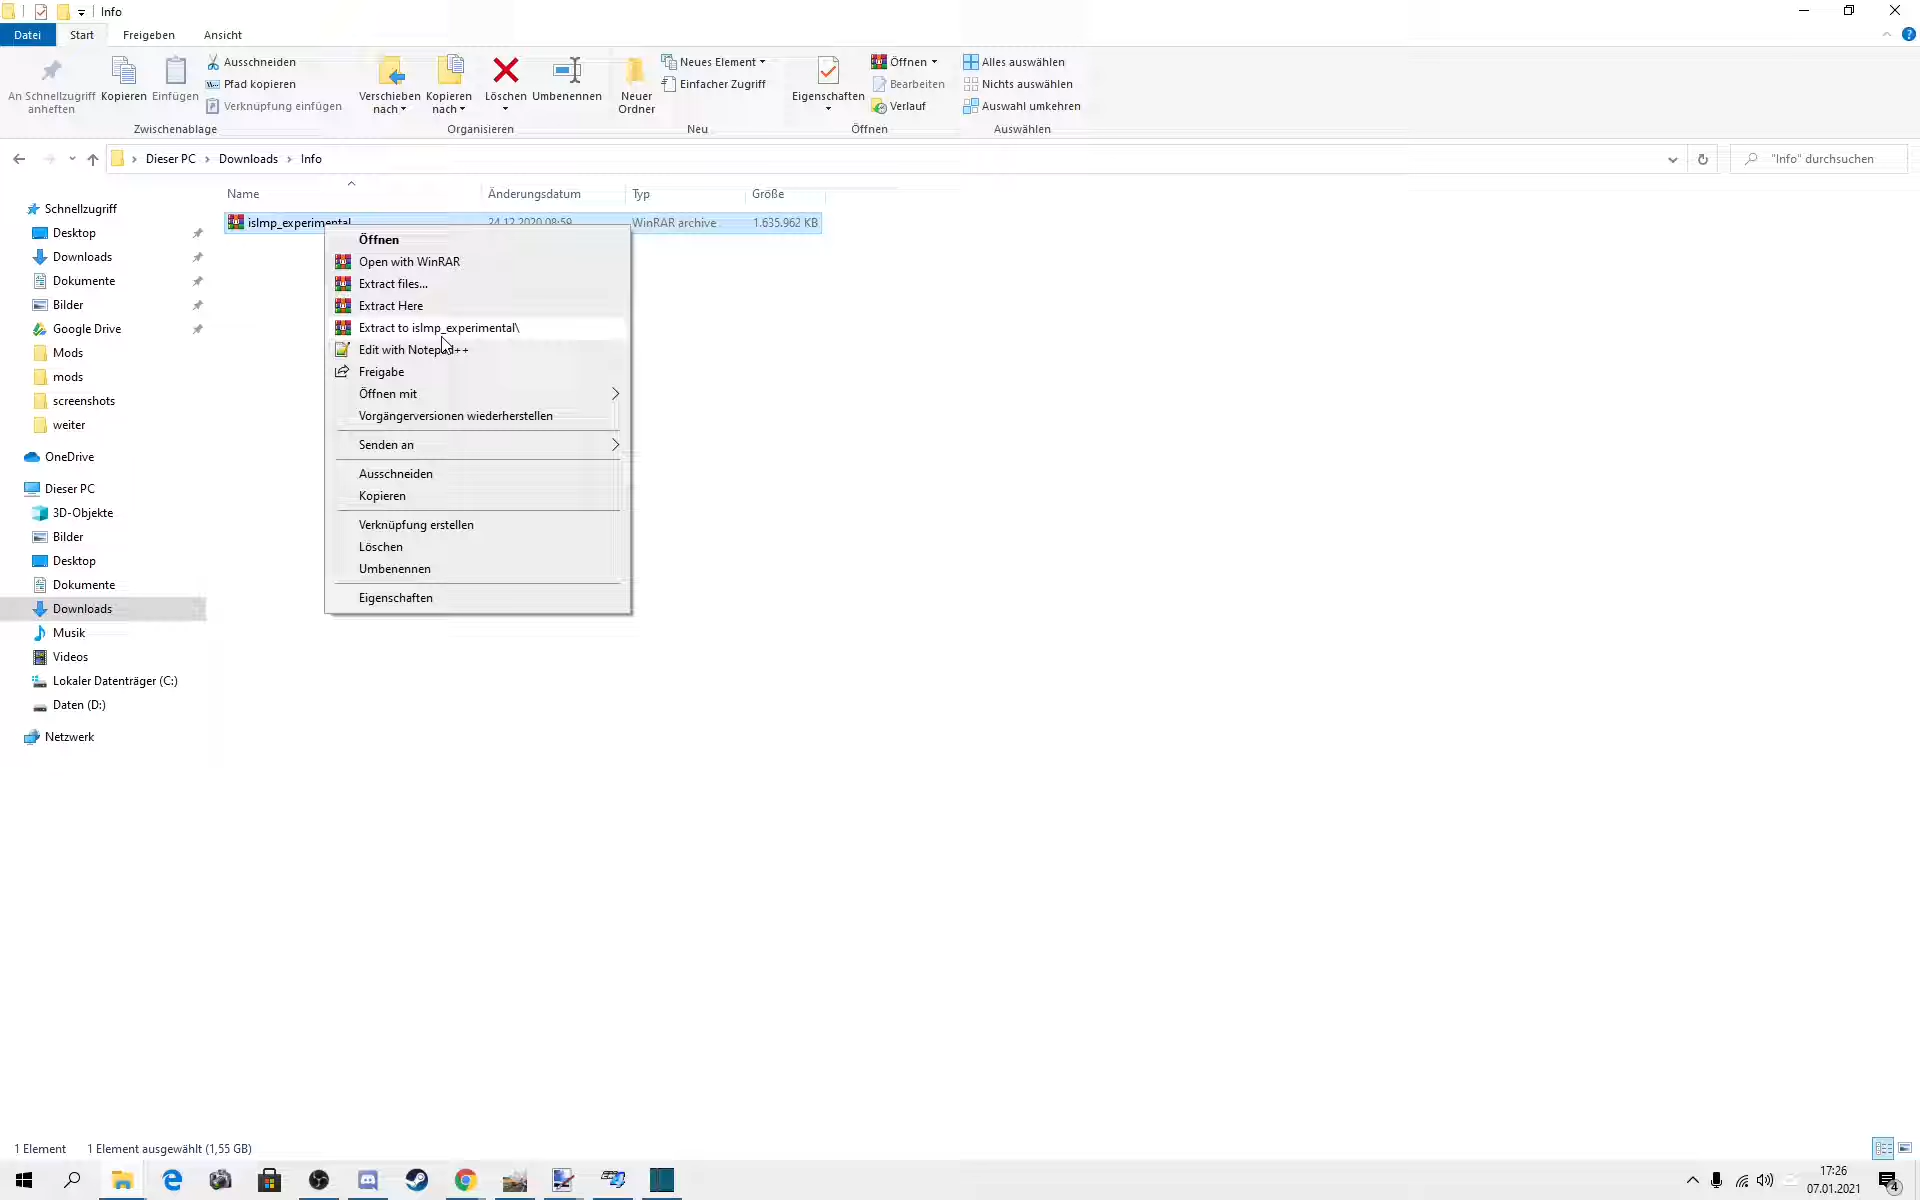 Info
Datei Start Freigeben Ansicht
An Schnellzugriff anheften
Kopieren
Einfügen
Ausschneiden
Pfad kopieren
Verknüpfung einfügen
Zwischenablage
Verschieben nach
Kopieren nach
Löschen
Umbenennen
Organisieren
Neuer Ordner
Neues Element
Einfacher Zugriff
Neu
Eigenschaften
Öffnen
Bearbeiten
Verlauf
Öffnen
Alles auswählen
Nichts auswählen
Auswahl umkehren
Auswählen
Dieser PC Downloads Info
"Info" durchsuchen
Name Änderungsdatum Typ Größe
islmp_experimental 24.12.2020 08:59 WinRAR archive 1.635.962 KB
Schnellzugriff
Desktop
Downloads
Dokumente
Bilder
Google Drive
Mods
mods
screenshots
weiter
OneDrive
Dieser PC
3D-Objekte
Bilder
Desktop
Dokumente
Downloads
Musik
Videos
Lokaler Datenträger (C:)
Daten (D:)
Netzwerk
Öffnen
Open with WinRAR
Extract files...
Extract Here
Extract to islmp_experimental\
Edit with Notepad++
Freigabe
Öffnen mit
Vorgängerversionen wiederherstellen
Senden an
Ausschneiden
Kopieren
Verknüpfung erstellen
Löschen
Umbenennen
Eigenschaften
1 Element 1 Element ausgewählt (1,55 GB)
17:26
07.01.2021
4